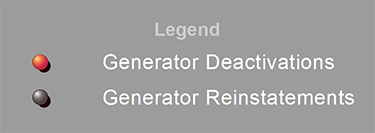 Legend
Generator Deactivations
Generator Reinstatements